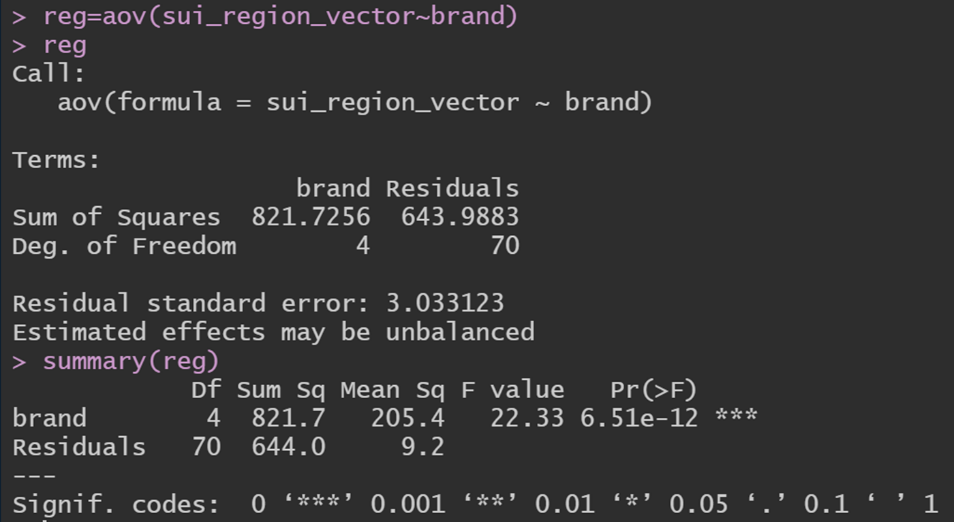 > reg=aov(sui_region_vector~brand)
> reg
Call:
   aov(formula = sui_region_vector ~ brand)

Terms:
                   brand Residuals
Sum of Squares  821.7256  643.9883
Deg. of Freedom        4        70

Residual standard error: 3.033123
Estimated effects may be unbalanced
> summary(reg)
            Df Sum Sq Mean Sq F value   Pr(>F)
brand        4  821.7   205.4   22.33 6.51e-12 ***
Residuals   70  644.0     9.2
---
Signif. codes:  0 ‘***’ 0.001 ‘**’ 0.01 ‘*’ 0.05 ‘.’ 0.1 ‘ ’ 1